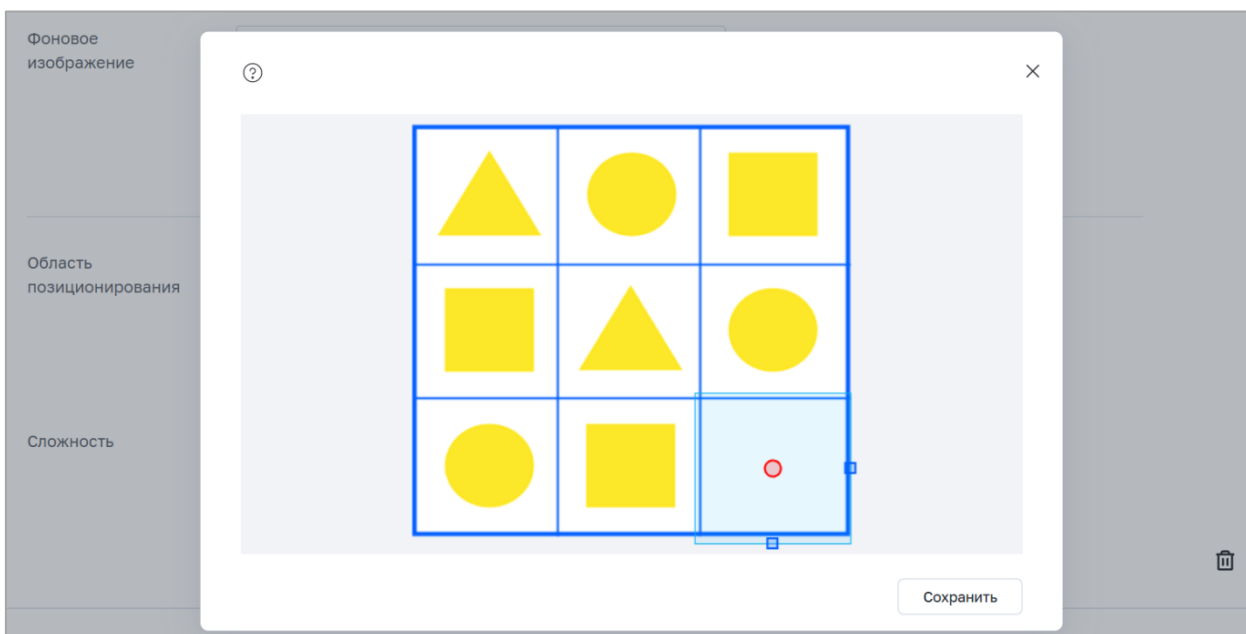 Фоновое
изображение
?
Область
позиционирования
Сложность
Сохранить